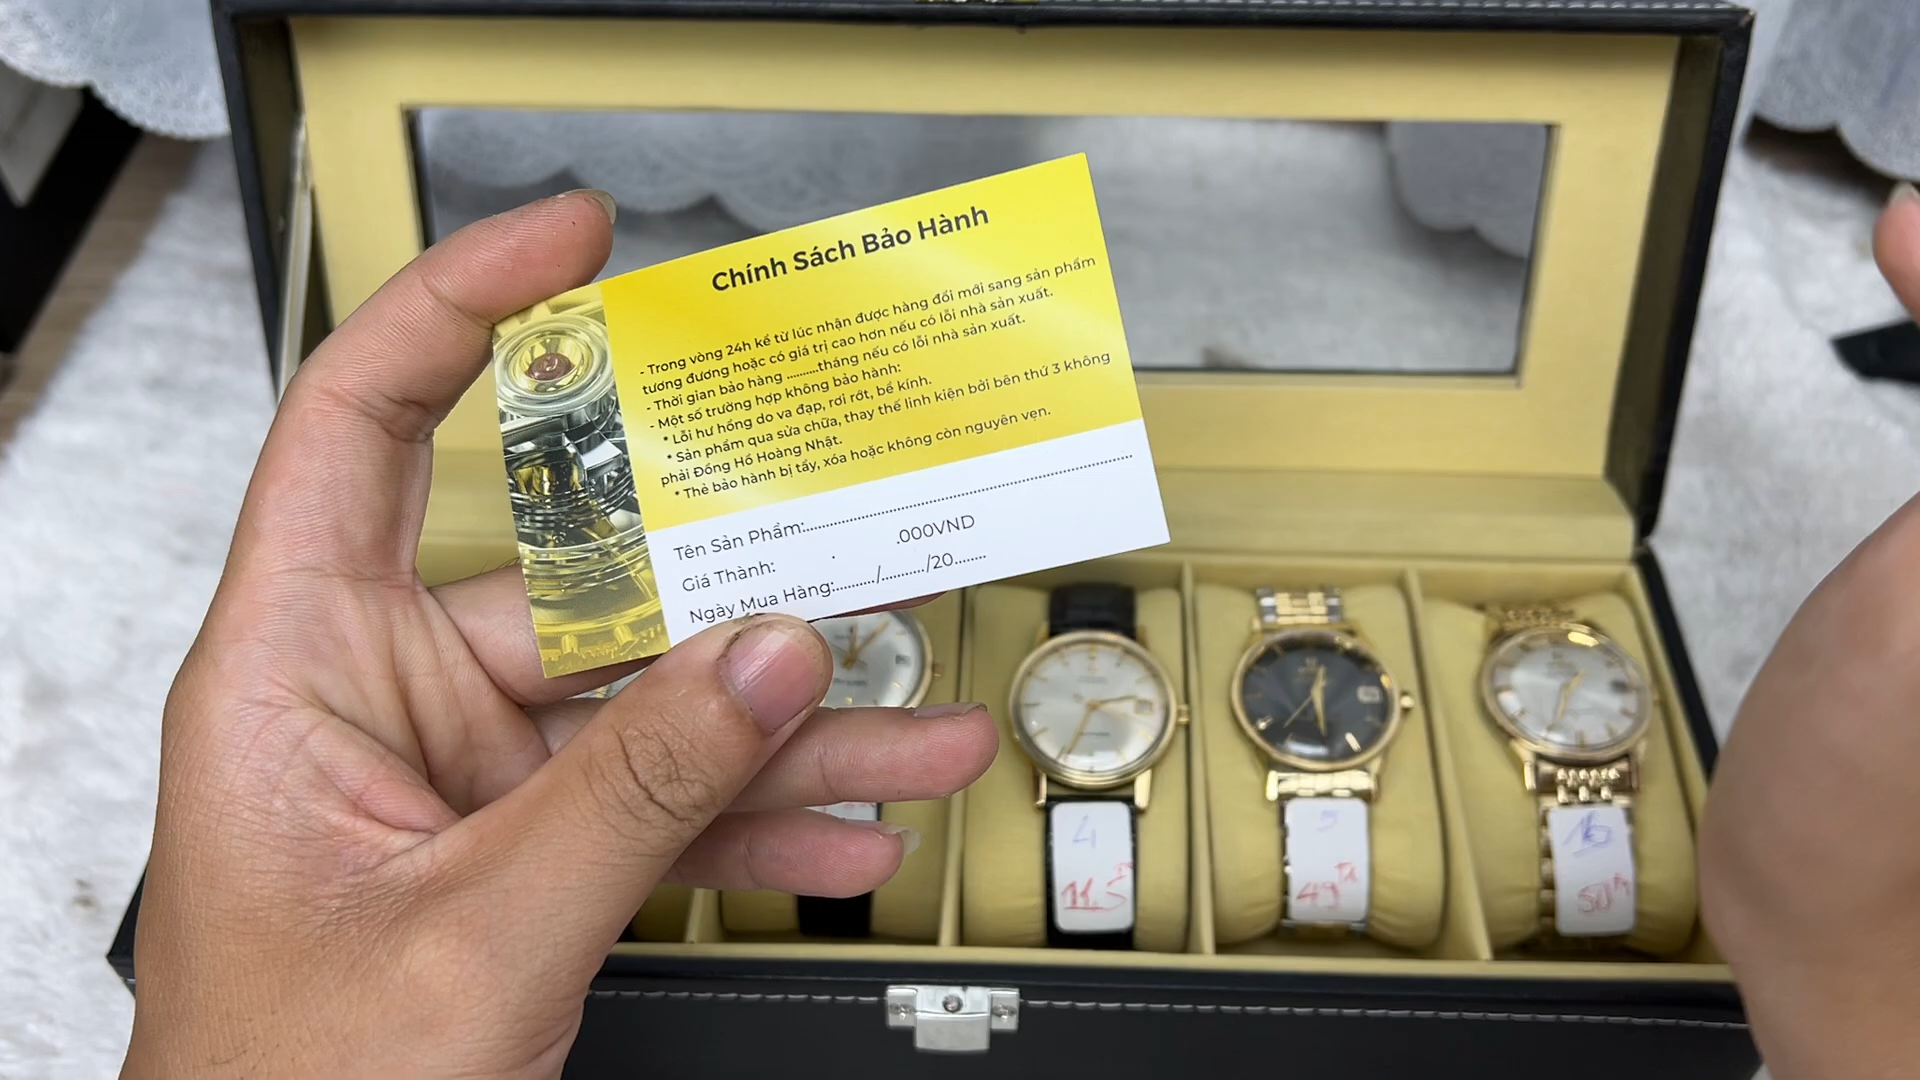 Chính Sách Bảo Hành
- Trong vòng 24h kể từ lúc nhận được hàng đổi mới sang sản phẩm
tương đương hoặc có giá trị cao hơn nếu có lỗi nhà sản xuất.
- Thời gian bảo hàng ..........tháng nếu có lỗi nhà sản xuất.
- Một số trường hợp không bảo hành:
* Lỗi hư hỏng do va đạp, rơi rớt, bể kính.
* Sản phẩm qua sửa chữa, thay thế linh kiện bởi bên thứ 3 không
phải Đồng Hồ Hoàng Nhật.
* Thẻ bảo hành bị tẩy, xóa hoặc không còn nguyên vẹn.
Tên Sản Phẩm:..............................................................
Giá Thành: . .000VND
Ngày Mua Hàng:........./........../20.......
4
11,5
5
49
16
50